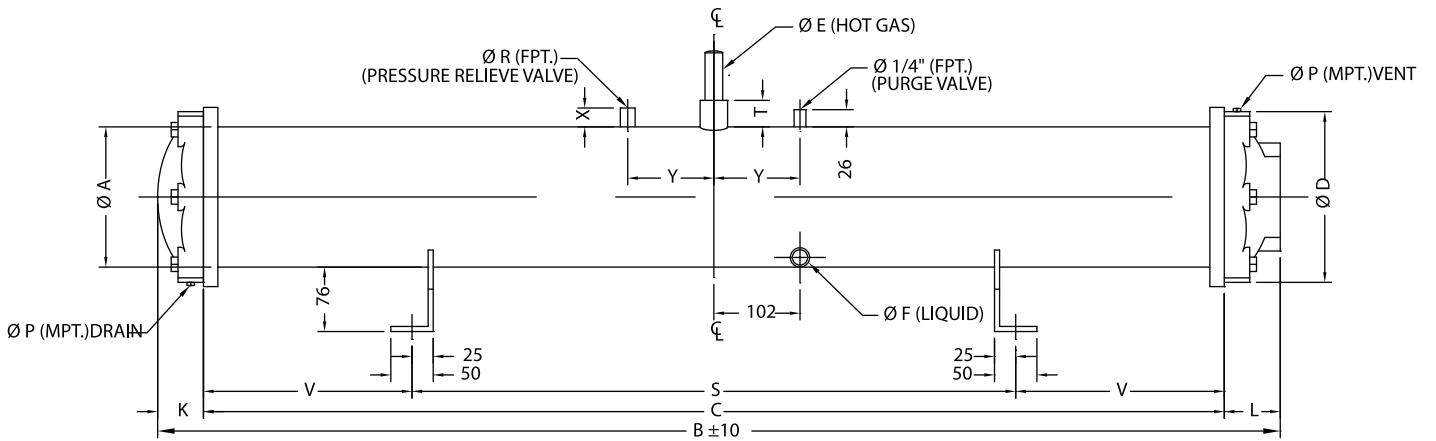 ℄
Ø E (HOT GAS)
Ø R (FPT.)
(PRESSURE RELIEVE VALVE)
Ø 1/4" (FPT.)
(PURGE VALVE)
Ø P (MPT.)VENT
X
T
Y
Y
26
Ø A
Ø D
76
102
Ø F (LIQUID)
℄
Ø P (MPT.)DRAIN
25
50
25
50
V
S
V
K
C
L
B ±10